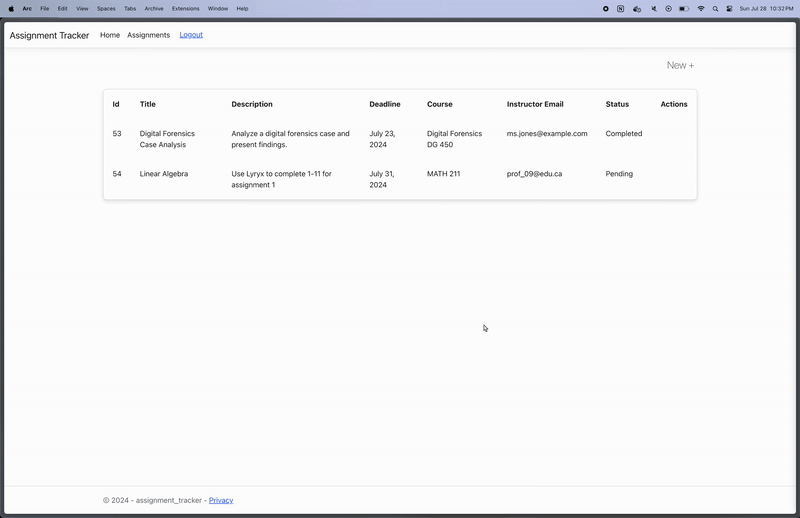 Arc File Edit View Spaces Tabs Archive Extensions Window Help Sun Jul 28 10:32 PM
Assignment Tracker Home Assignments Logout
New +
Id Title Description Deadline Course Instructor Email Status Actions
53 Digital Forensics Analyze a digital forensics case and July 23, Digital Forensics ms.jones@example.com Completed
Case Analysis present findings. 2024 DG 450
54 Linear Algebra Use Lyryx to complete 1-11 for July 31, MATH 211 prof_09@edu.ca Pending
assignment 1 2024
© 2024 - assignment_tracker - Privacy